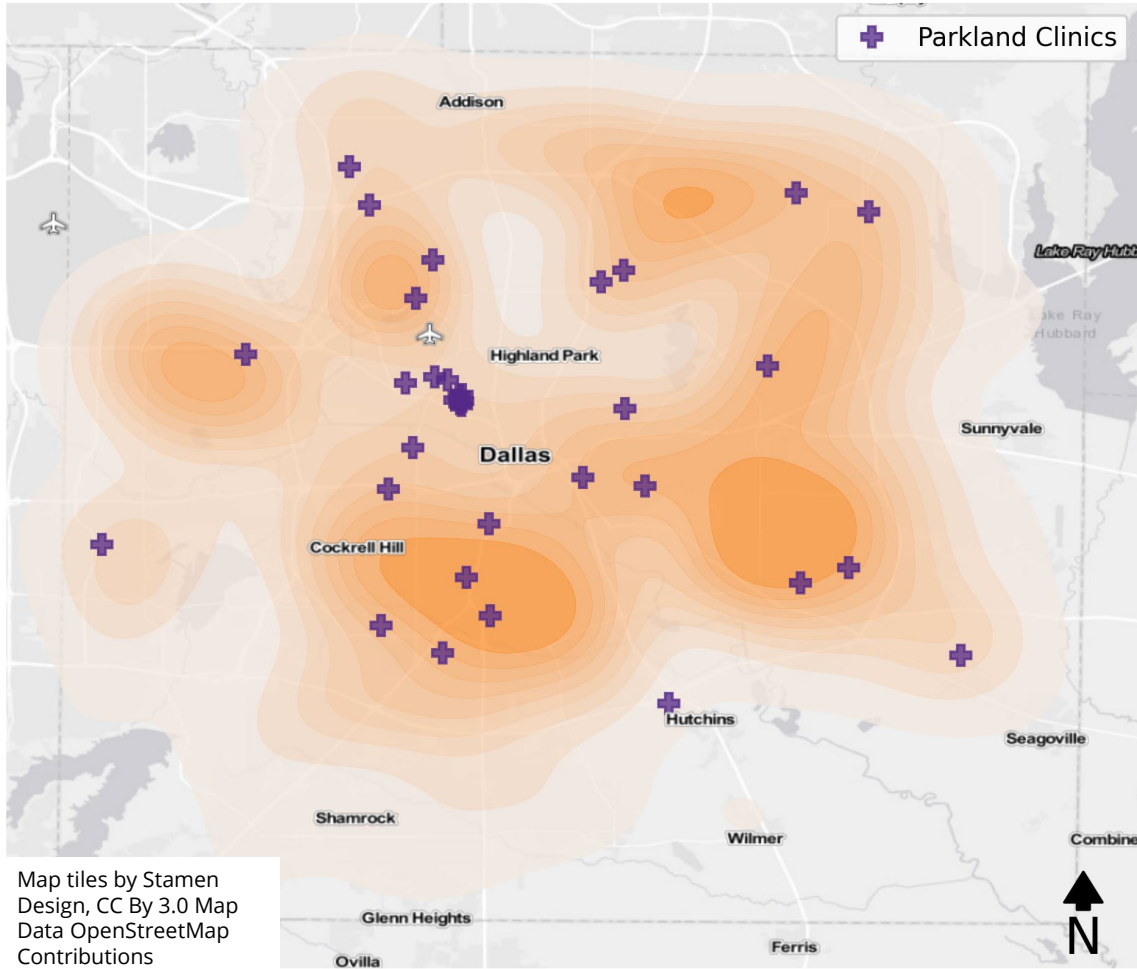 Parkland Clinics
Addison
Lake Ray Hubb
Lake Ray
Hubbard
Highland Park
Sunnyvale
Dallas
Cockrell Hill
Hutchins
Seagoville
Shamrock
Wilmer
Combine
Map tiles by Stamen
Design, CC By 3.0 Map
Data OpenStreetMap
Contributions
Glenn Heights
N
Ferris
Ovilla